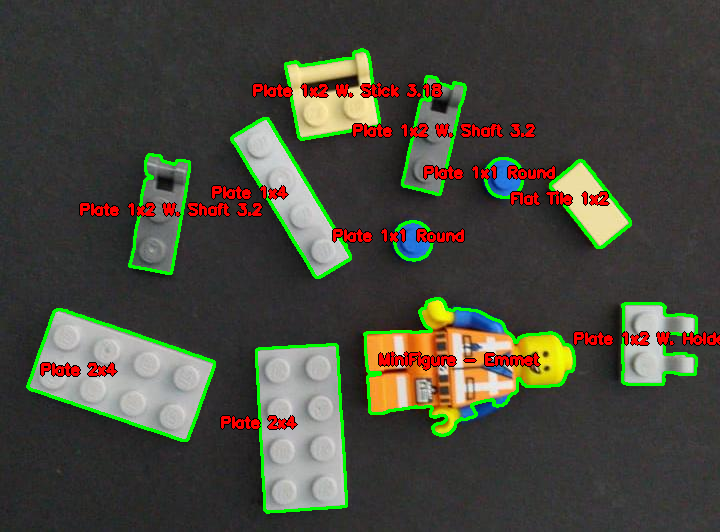 Plate 1x2 W. Stick 3.18
Plate 1x2 W. Shaft 3.2
Plate 1x1 Round
Plate 1x4
Flat Tile 1x2
Plate 1x2 W. Shaft 3.2
Plate 1x1 Round
Plate 1x2 W. Holde
MiniFigure - Emmet
Plate 2x4
Plate 2x4